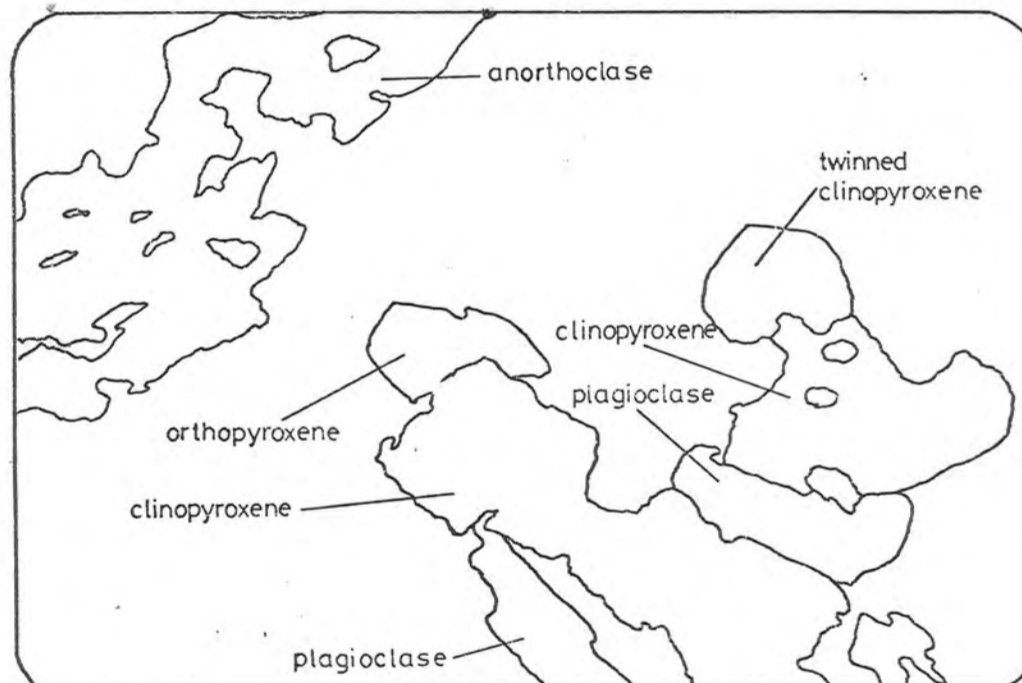 anorthoclase
twinned
clinopyroxene
clinopyroxene
plagioclase
orthopyroxene
clinopyroxene
plagioclase